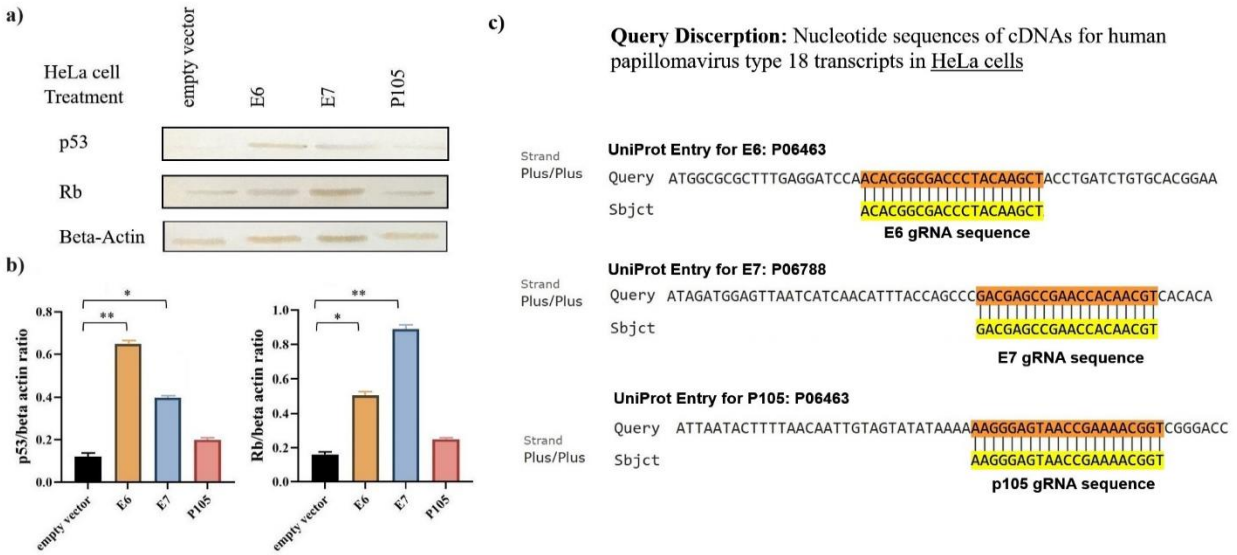 a)
HeLa cell
Treatment
empty vector
E6
E7
P105
p53
Rb
Beta-Actin
b)
p53/beta actin ratio
0.8
0.6
0.4
0.2
0.0
*
**
empty vector
E6
E7
P105
Rb/beta actin ratio
1.0
0.8
0.6
0.4
0.2
0.0
**
*
empty vector
E6
E7
P105
c)
Query Discerption: Nucleotide sequences of cDNAs for human
papillomavirus type 18 transcripts in HeLa cells
Strand
Plus/Plus
UniProt Entry for E6: P06463
Query ATGGCGCGCTTTGAGGATCCAACACGGCGACCCTACAAGCTACCTGATCTGTGCACGGAA
Sbjct ACACGGCGACCCTACAAGCT
E6 gRNA sequence
Strand
Plus/Plus
UniProt Entry for E7: P06788
Query ATAGATGGAGTTAATCATCAACATTTACCAGCCCGACGAGCCGAACCACAACGTCACACA
Sbjct GACGAGCCGAACCACAACGT
E7 gRNA sequence
Strand
Plus/Plus
UniProt Entry for P105: P06463
Query ATTAATACTTTTAACAATTGTAGTATATAAAAAAGGGAGTAACCGAAAACGGTCGGGACC
Sbjct AAGGGAGTAACCGAAAACGGT
p105 gRNA sequence